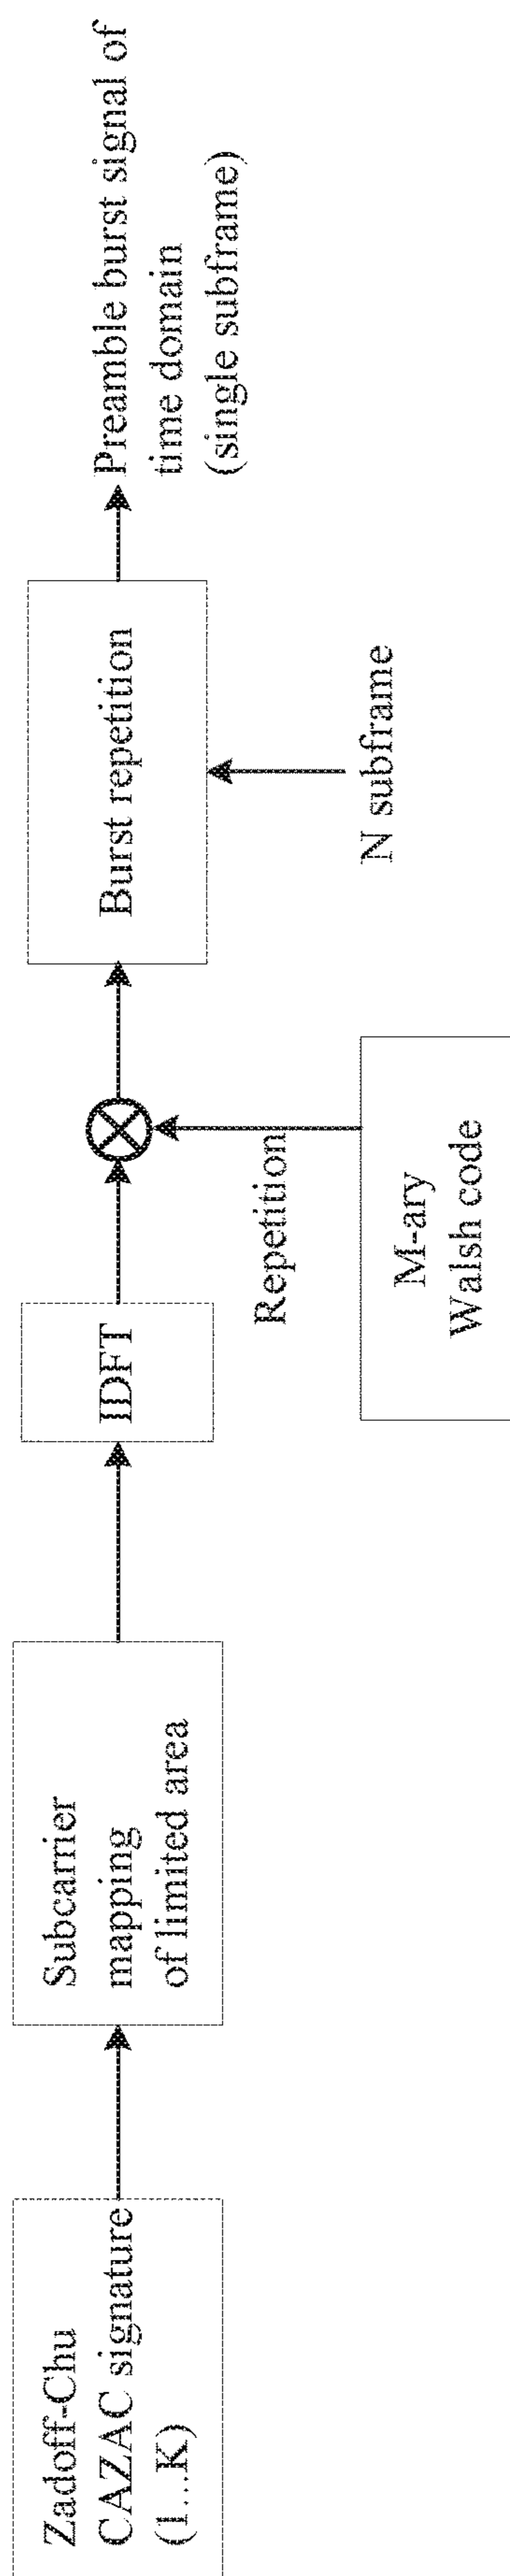 Zadoff-Chu
CAZAC signature
(1...K)
Subcarrier
mapping
of limited area
IDFT
Repetition
M-ary
Walsh code
Burst repetition
N subframe
Preamble burst signal of
time domain
(single subframe)